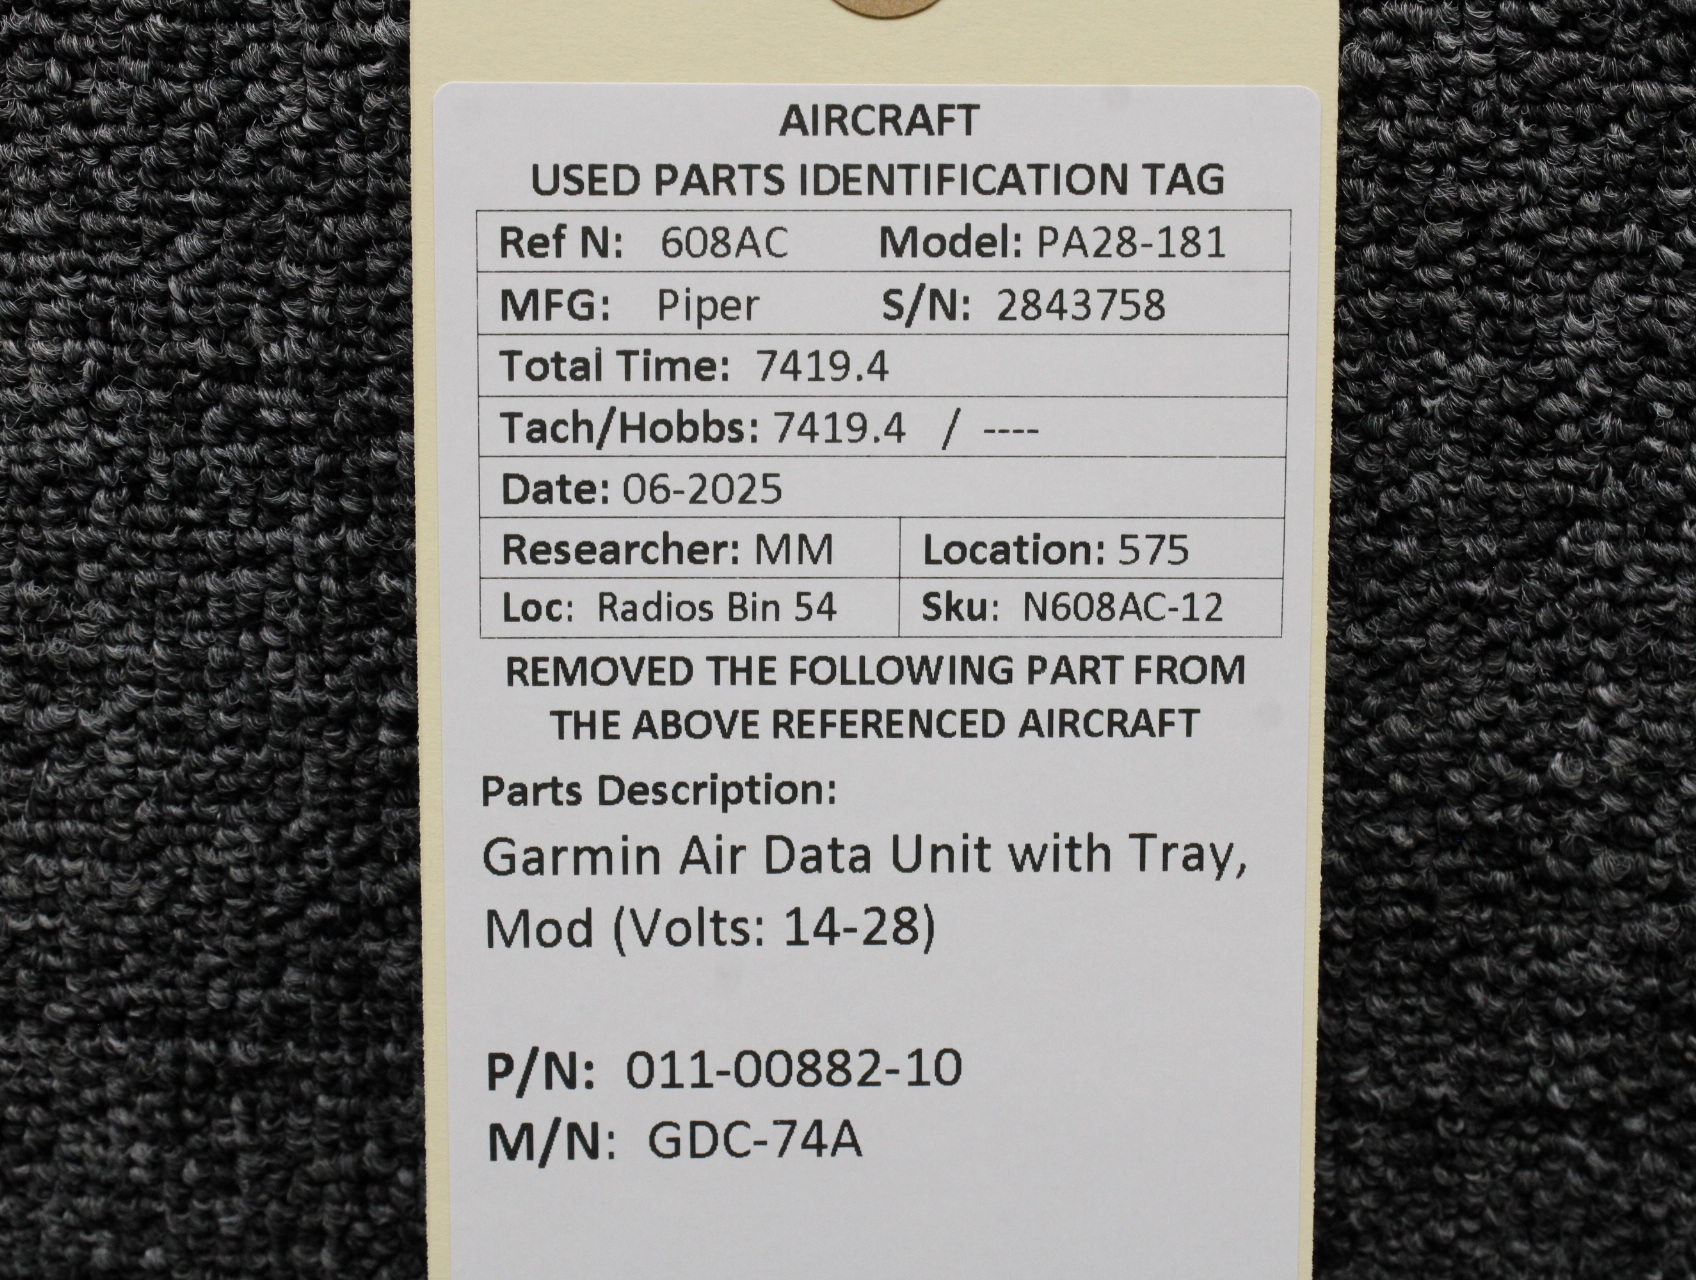 AIRCRAFT
USED PARTS IDENTIFICATION TAG
Ref N: 608AC Model: PA28-181
MFG: Piper S/N: 2843758
Total Time: 7419.4
Tach/Hobbs: 7419.4 / ----
Date: 06-2025
Researcher: MM Location: 575
Loc: Radios Bin 54 Sku: N608AC-12
REMOVED THE FOLLOWING PART FROM
THE ABOVE REFERENCED AIRCRAFT
Parts Description:
Garmin Air Data Unit with Tray,
Mod (Volts: 14-28)
P/N: 011-00882-10
M/N: GDC-74A